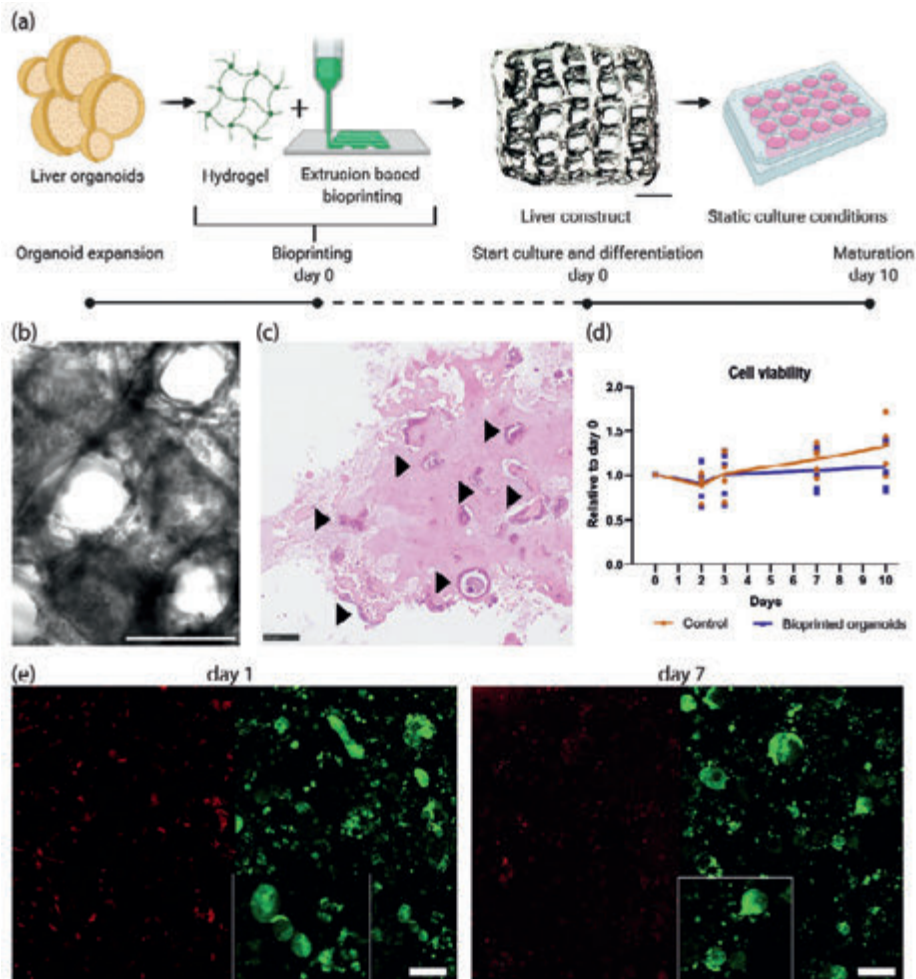 (a)
Liver organoids
Hydrogel
+
Extrusion based
bioprinting
Liver construct
Static culture conditions
Organoid expansion
Bioprinting
day 0
Start culture and differentiation
day 0
Maturation
day 10
(b)
(c)
(d)
Cell viability
Relative to day 0
2.0
1.5
1.0
0.5
0.0
0 1 2 3 4 5 6 7 8 9 10
Days
Control
Bioprinted organoids
(e)
day 1
day 7